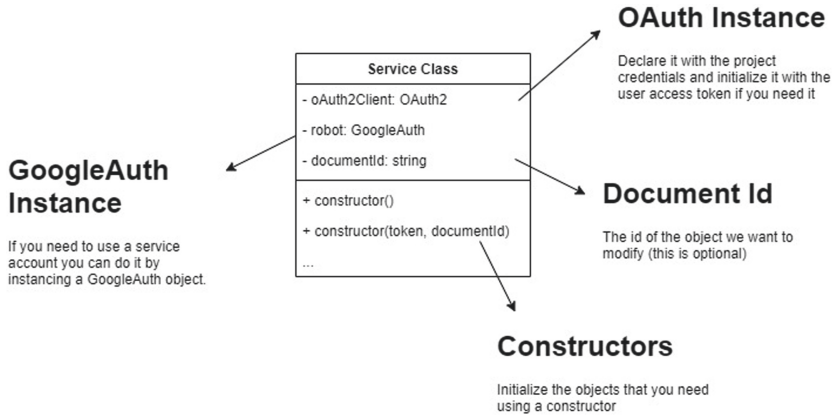 OAuth Instance
Declare it with the project
credentials and initialize it with the
user access token if you need it
Service Class
- oAuth2Client: OAuth2
- robot: GoogleAuth
- documentId: string
+ constructor()
+ constructor(token, documentId)
...
GoogleAuth
Instance
If you need to use a service
account you can do it by
instancing a GoogleAuth object.
Document Id
The id of the object we want to
modify (this is optional)
Constructors
Initialize the objects that you need
using a constructor